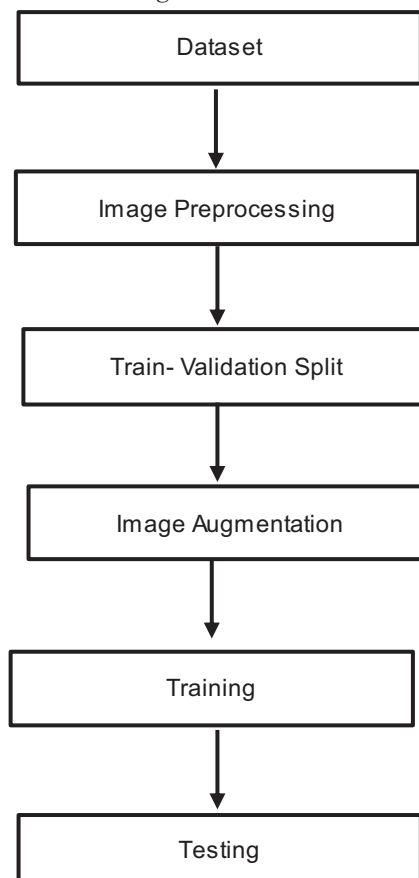 Dataset
Image Preprocessing
Train- Validation Split
Image Augmentation
Training
Testing